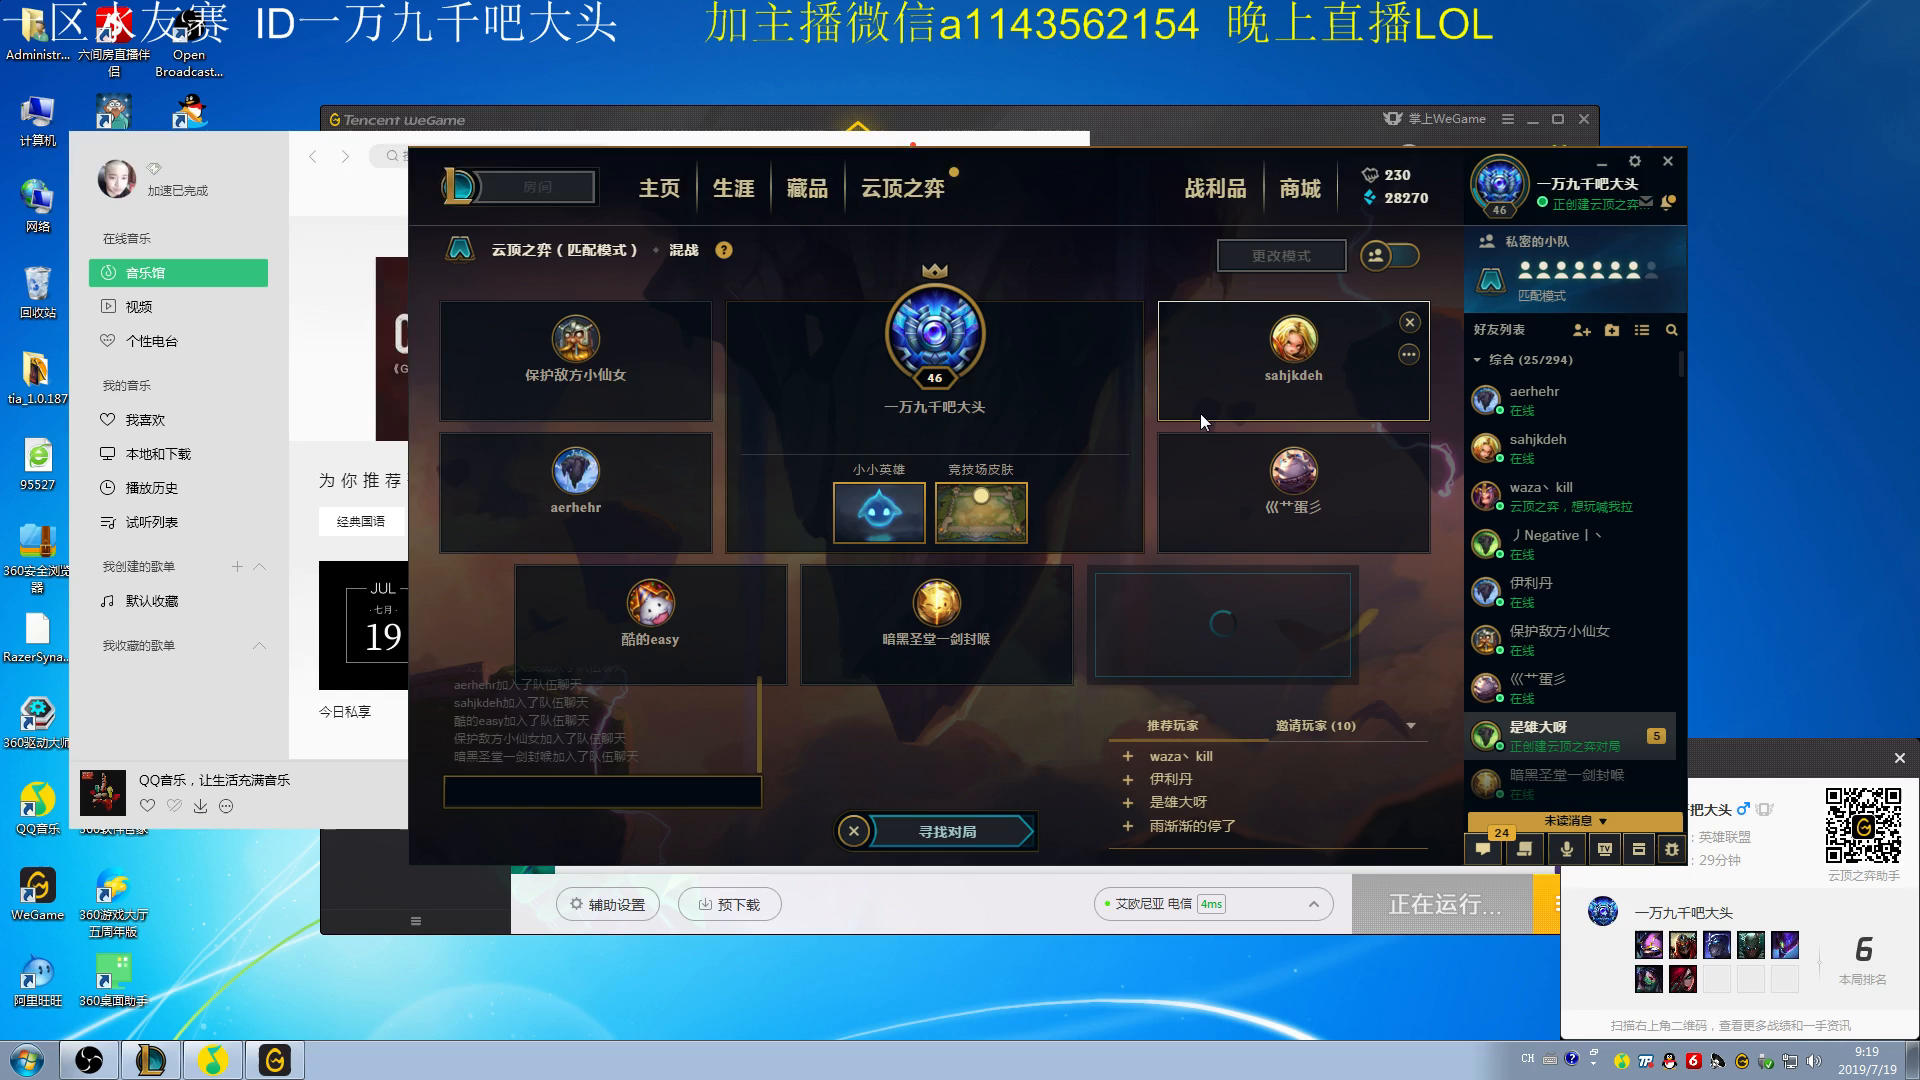 一区水友赛 ID一万九千吧大头 加主播微信a1143562154 晚上直播LOL
Administr...
六间房直播伴侣
Open Broadcast...
计算机
网络
回收站
tia_1.0.187
95527
360安全浏览器
RazerSyna...
360驱动大师
QQ音乐
WeGame
360游戏大厅五周年版
阿里旺旺
360桌面助手
Tencent WeGame
掌上WeGame
加速已完成
在线音乐
音乐馆
视频
个性电台
我的音乐
我喜欢
本地和下载
播放历史
试听列表
我创建的歌单
默认收藏
我收藏的歌单
QQ音乐，让生活充满音乐
为你推荐
经典国语
JUL
七月
19
今日私享
房间
主页
生涯
藏品
云顶之弈
战利品
商城
230
28270
46
一万九千吧大头
云顶之弈 ( 匹配模式 )
混战
?
更改模式
保护敌方小仙女
46
一万九千吧大头
sahjkdeh
aerhehr
小小英雄
竞技场皮肤
巛艹蛋彡
酷的easy
暗黑圣堂一剑封喉
aerhehr加入了队伍聊天
sahjkdeh加入了队伍聊天
酷的easy加入了队伍聊天
保护敌方小仙女加入了队伍聊天
暗黑圣堂一剑封喉加入了队伍聊天
推荐玩家
邀请玩家 (10)
waza丶 kill
伊利丹
是雄大呀
雨渐渐的停了
寻找对局
私密的小队
匹配模式
好友列表
综合 (25/294)
aerhehr
在线
sahjkdeh
在线
waza丶 kill
云顶之弈，想玩喊我拉
丿Negative丨丶
在线
伊利丹
在线
保护敌方小仙女
在线
巛艹蛋彡
在线
是雄大呀
正创建云顶之弈对局
5
暗黑圣堂一剑封喉
在线
未读消息
24
辅助设置
预下载
艾欧尼亚 电信 4ms
正在运行...
把大头
: 英雄联盟
: 29分钟
云顶之弈助手
一万九千吧大头
6
本局排名
扫描右上角二维码，查看更多战绩和一手资讯
CH
9:19
2019/7/19